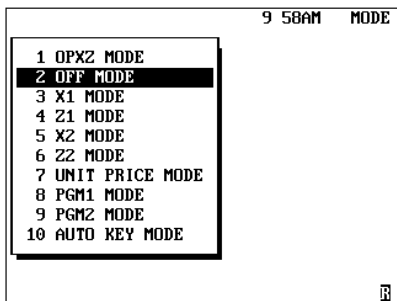 9 58AM MODE
1 OPXZ MODE
2 OFF MODE
3 X1 MODE
4 Z1 MODE
5 X2 MODE
6 Z2 MODE
7 UNIT PRICE MODE
8 PGM1 MODE
9 PGM2 MODE
10 AUTO KEY MODE
R